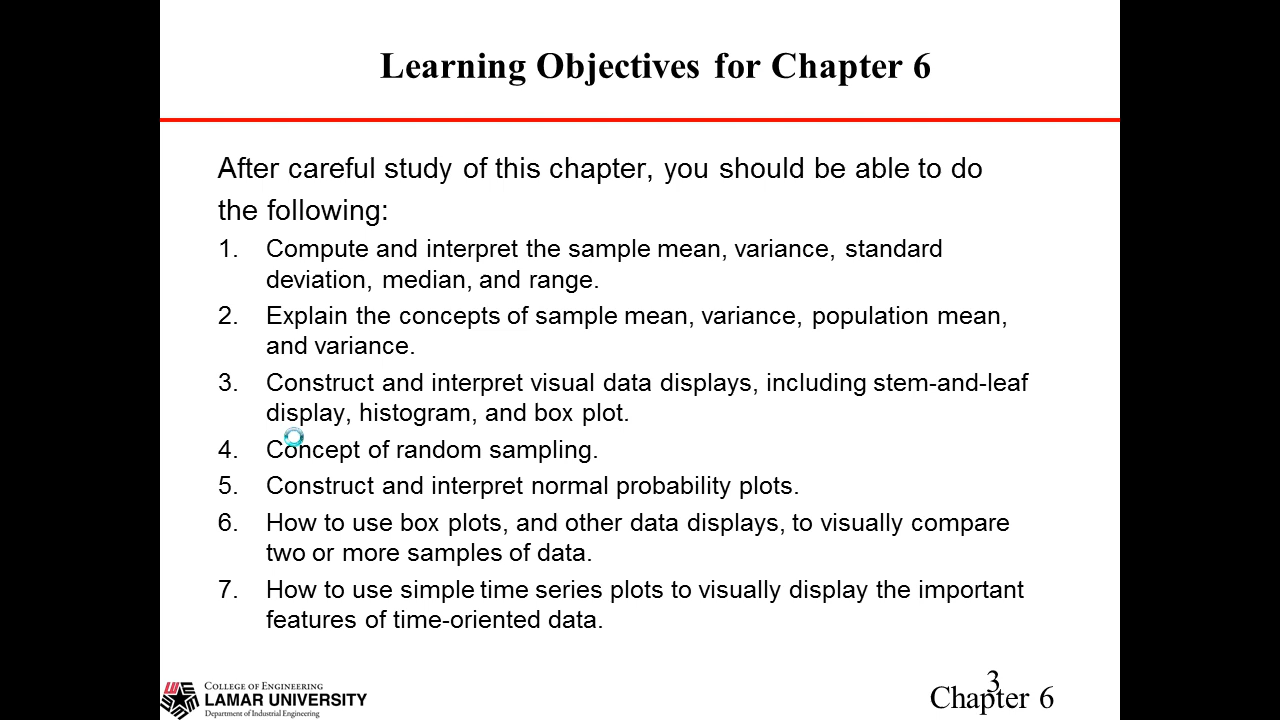 Learning Objectives for Chapter 6
After careful study of this chapter, you should be able to do
the following:
1. Compute and interpret the sample mean, variance, standard
deviation, median, and range.
2. Explain the concepts of sample mean, variance, population mean,
and variance.
3. Construct and interpret visual data displays, including stem-and-leaf
display, histogram, and box plot.
4. Concept of random sampling.
5. Construct and interpret normal probability plots.
6. How to use box plots, and other data displays, to visually compare
two or more samples of data.
7. How to use simple time series plots to visually display the important
features of time-oriented data.
College of Engineering
LAMAR UNIVERSITY
Department of Industrial Engineering
3
Chapter 6